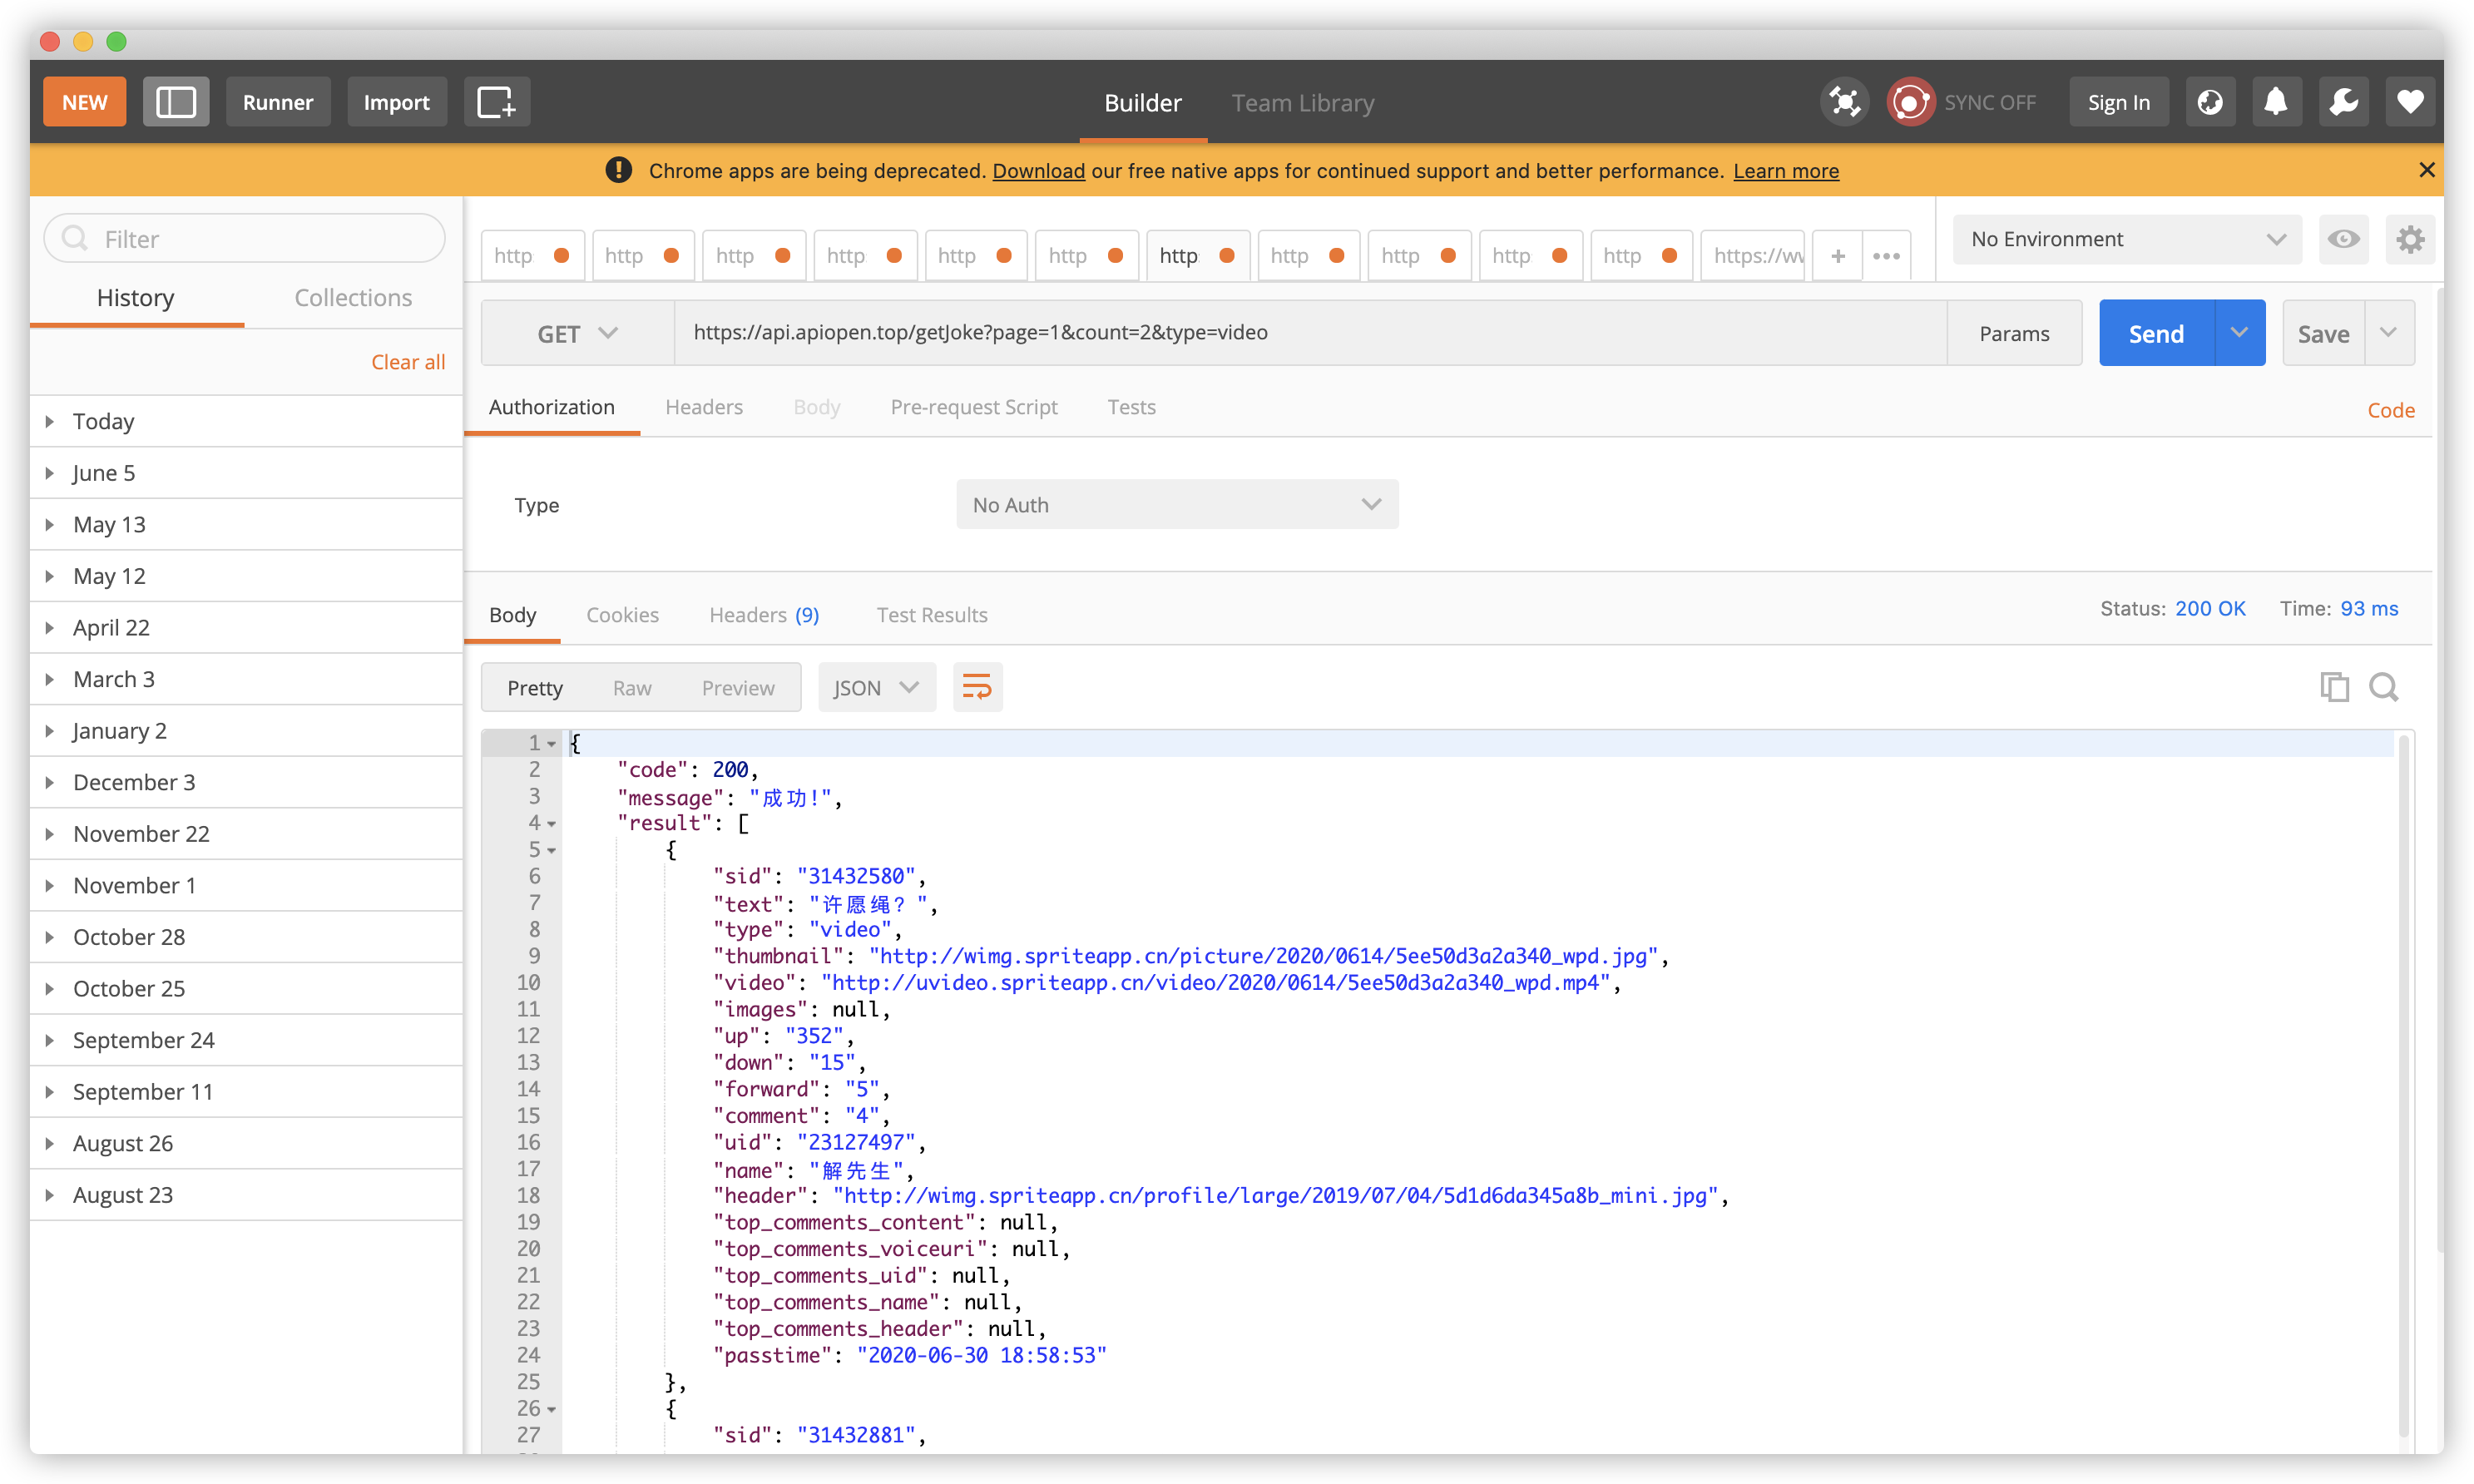 NEW Runner Import Builder Team Library SYNC OFF Sign In
Chrome apps are being deprecated. Download our free native apps for continued support and better performance. Learn more
Filter
History Collections
Clear all
Today
June 5
May 13
May 12
April 22
March 3
January 2
December 3
November 22
November 1
October 28
October 25
September 24
September 11
August 26
August 23
http http http http http http http http http http http https://wv + •••
No Environment
GET https://api.apiopen.top/getJoke?page=1&count=2&type=video Params Send Save
Authorization Headers Body Pre-request Script Tests Code
Type No Auth
Body Cookies Headers (9) Test Results Status: 200 OK Time: 93 ms
Pretty Raw Preview JSON
1 {
2 "code": 200,
3 "message": "成功!",
4 "result": [
5 {
6 "sid": "31432580",
7 "text": "许愿绳？",
8 "type": "video",
9 "thumbnail": "http://wimg.spriteapp.cn/picture/2020/0614/5ee50d3a2a340_wpd.jpg",
10 "video": "http://uvideo.spriteapp.cn/video/2020/0614/5ee50d3a2a340_wpd.mp4",
11 "images": null,
12 "up": "352",
13 "down": "15",
14 "forward": "5",
15 "comment": "4",
16 "uid": "23127497",
17 "name": "解先生",
18 "header": "http://wimg.spriteapp.cn/profile/large/2019/07/04/5d1d6da345a8b_mini.jpg",
19 "top_comments_content": null,
20 "top_comments_voiceuri": null,
21 "top_comments_uid": null,
22 "top_comments_name": null,
23 "top_comments_header": null,
24 "passtime": "2020-06-30 18:58:53"
25 },
26 {
27 "sid": "31432881",